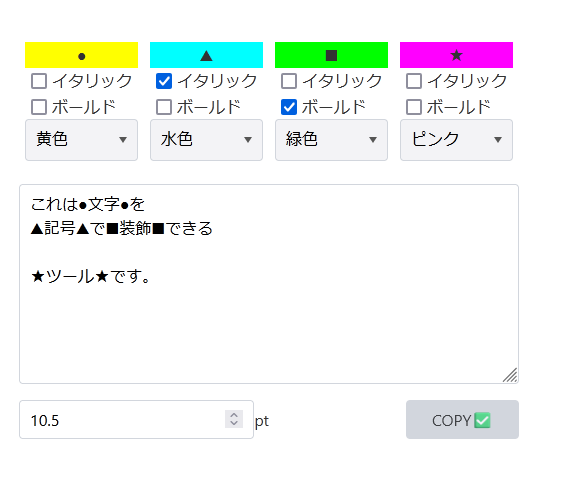 ● ▲ ■ ★
イタリック イタリック イタリック イタリック
ボールド ボールド ボールド ボールド
黄色 水色 緑色 ピンク
これは●文字●を
▲記号▲で■装飾■できる
★ツール★です。
10.5 pt COPY✅